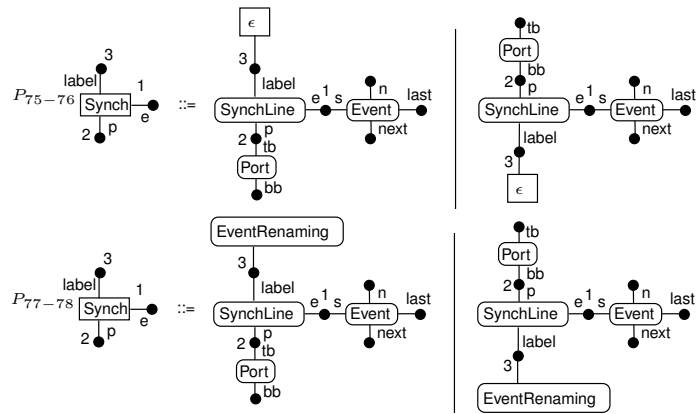 3
label
1
P75−76 Synch ::=
e
2 p
ϵ
3
label
SynchLine e 1 s Event last
n
next
2 p
tb
Port
bb
tb
Port
bb
2 p
SynchLine e 1 s Event last
n
next
label
3
ϵ
3
label
1
P77−78 Synch ::=
e
2 p
EventRenaming
3
label
SynchLine e 1 s Event last
n
next
2 p
tb
Port
bb
tb
Port
bb
2 p
SynchLine e 1 s Event last
n
next
label
3
EventRenaming